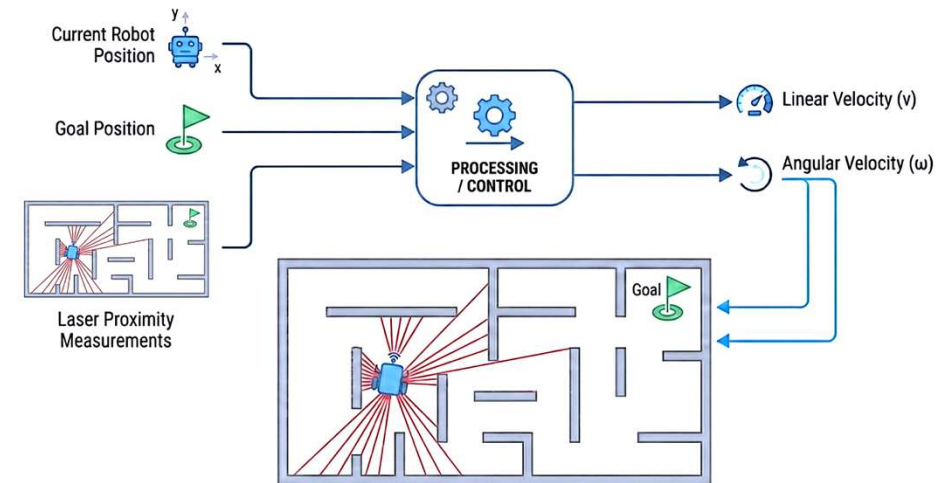 y
Current Robot
Position
x
Goal Position
Laser Proximity
Measurements
PROCESSING
/ CONTROL
Linear Velocity (v)
Angular Velocity (ω)
Goal